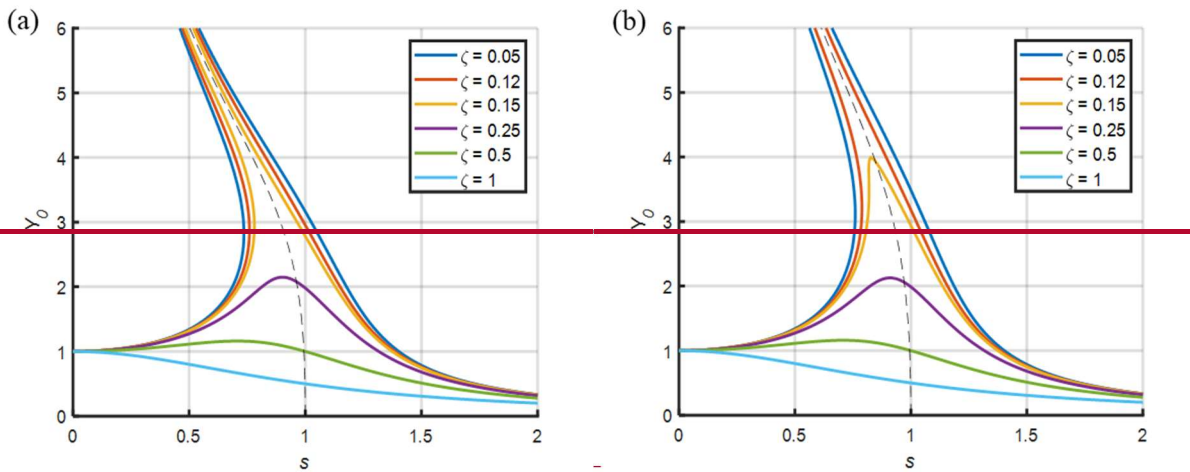 (a)
6
5
4
3
2
1
0
Y₀
0
0.5
1
1.5
2
s
ζ = 0.05
ζ = 0.12
ζ = 0.15
ζ = 0.25
ζ = 0.5
ζ = 1
(b)
6
5
4
3
2
1
0
Y₀
0
0.5
1
1.5
2
s
ζ = 0.05
ζ = 0.12
ζ = 0.15
ζ = 0.25
ζ = 0.5
ζ = 1